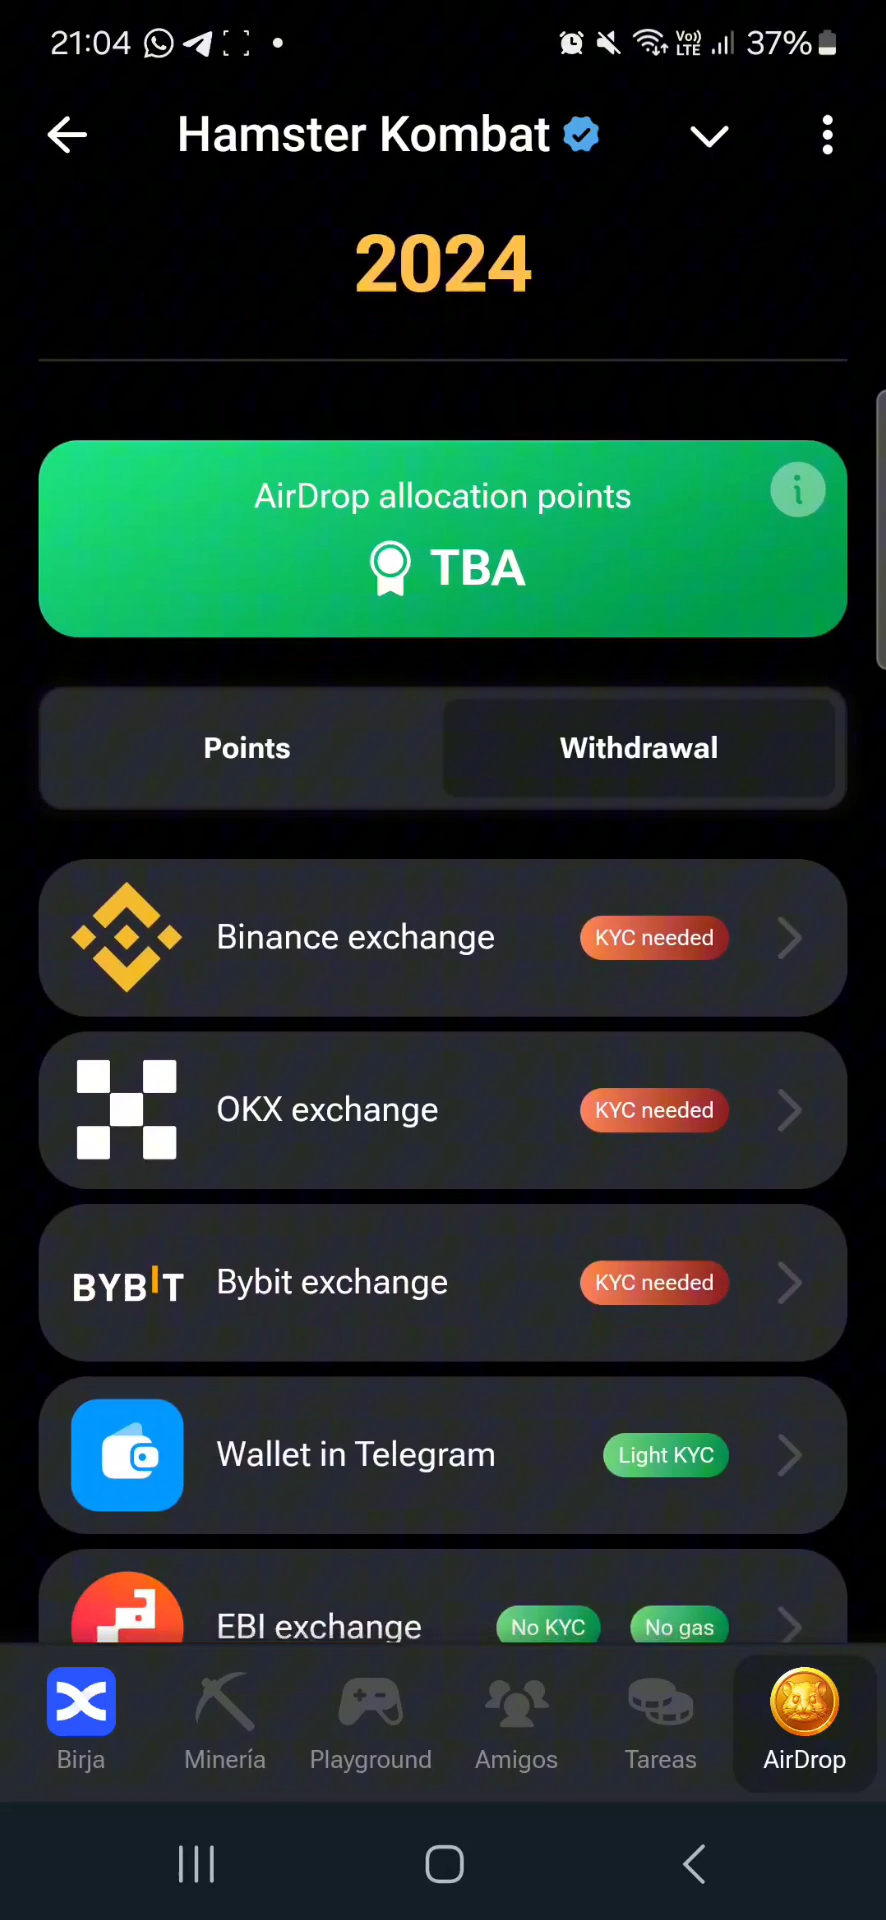 21:04
Vo))
LTE
37%
Hamster Kombat
2024
AirDrop allocation points
i
TBA
Points
Withdrawal
Binance exchange
KYC needed
OKX exchange
KYC needed
BYBIT
Bybit exchange
KYC needed
Wallet in Telegram
Light KYC
EBI exchange
No KYC
No gas
Birja
Minería
Playground
Amigos
Tareas
AirDrop